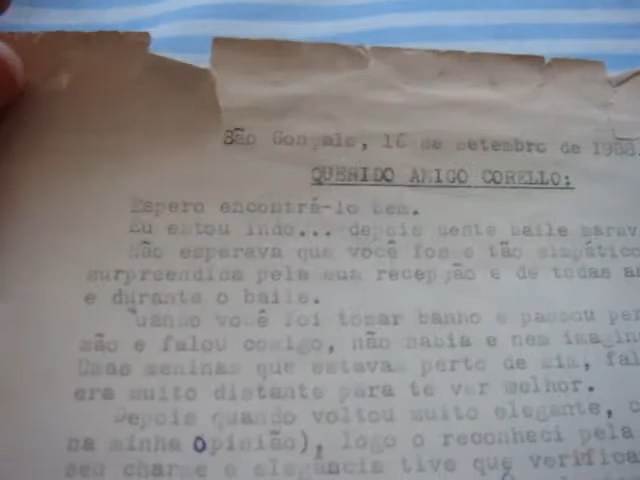 São Gonçalo, 16 de setembro de 1988.
QUERIDO AMIGO CORELLO:
Espero encontrá-lo bem.
Eu estou indo... depois deste baile
Não esperava que você fosse tão simpático
surpreendida pela sua recepção e de todas
e durante o baile.
Quando você foi tomar banho e passou
mão e falou comigo, não sabia e nem
Umas meninas que estavam perto de mim,
era muito distante para te ver melhor.
Depois quando voltou muito elegante,
na minha opinião), logo o reconheci pela
seu charme e elegância tive que